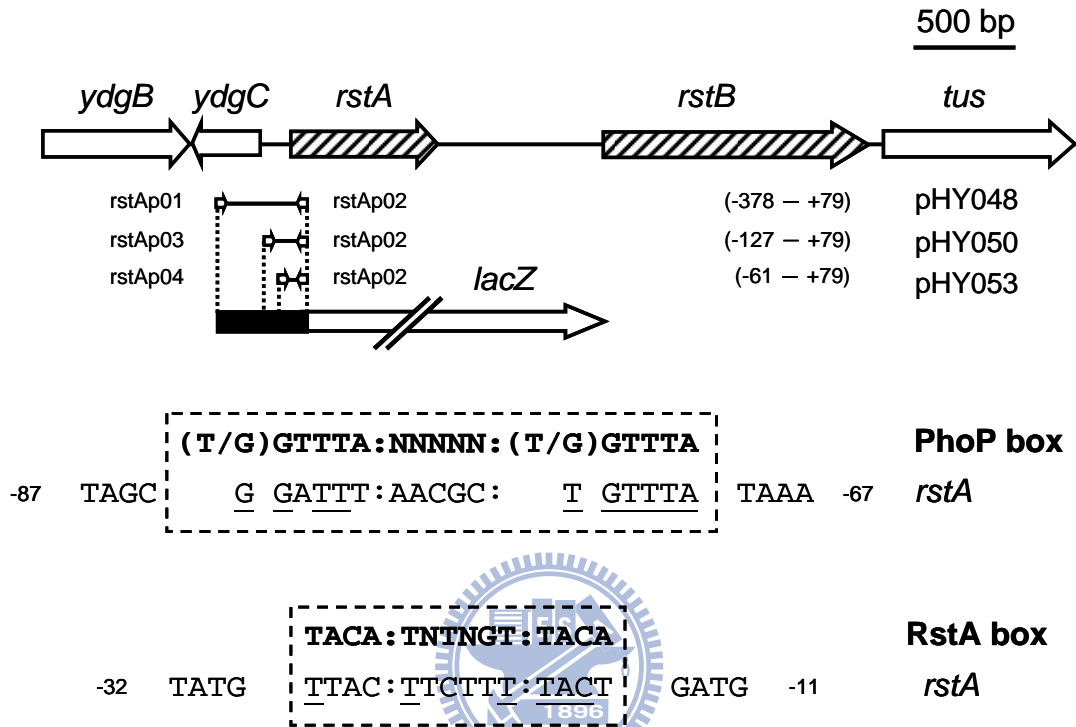 500 bp
ydgB ydgC rstA rstB tus
rstAp01 rstAp02 (-378 – +79) pHY048
rstAp03 rstAp02 (-127 – +79) pHY050
rstAp04 rstAp02 (-61 – +79) pHY053
lacZ
(T/G)GTTTA:NNNNN:(T/G)GTTTA PhoP box
-87 TAGC G GATTT:AACGC: T GTTTA TAAA -67 rstA
TACA:TNTNGT:TACA RstA box
-32 TATG TTAC:TTCTTT:TACT GATG -11 rstA
1896